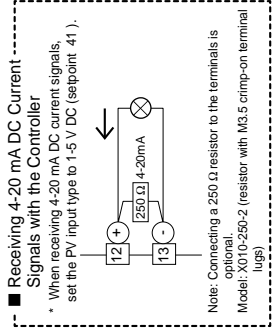 ■ Receiving 4-20 mA DC Current
Signals with the Controller
* When receiving 4-20 mA DC current signals,
set the PV input type to 1-5 V DC (setpoint 41 ).
12 +
250 Ω 4-20mA
13 -
Note: Connecting a 250 Ω resistor to the terminals is
optional.
Model: X010-250-2 (resistor with M3.5 crimp-on terminal
lugs)